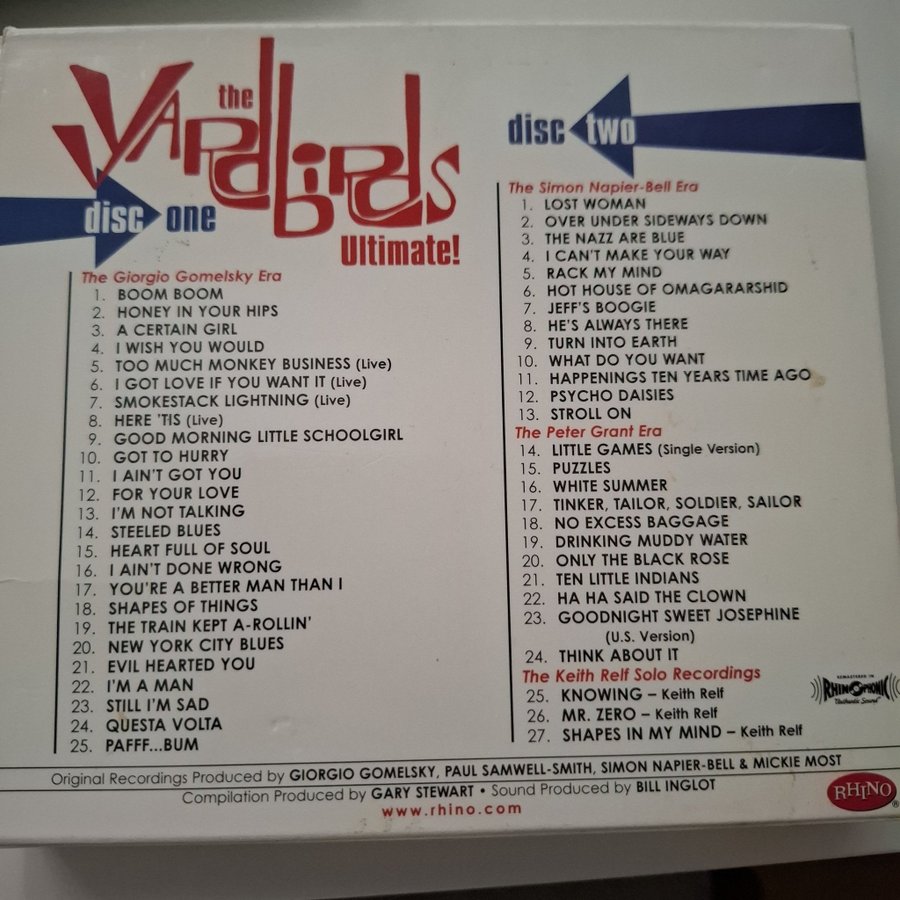 the
YARDbIRDS
Ultimate!
disc one
The Giorgio Gomelsky Era
1. BOOM BOOM
2. HONEY IN YOUR HIPS
3. A CERTAIN GIRL
4. I WISH YOU WOULD
5. TOO MUCH MONKEY BUSINESS (Live)
6. I GOT LOVE IF YOU WANT IT (Live)
7. SMOKESTACK LIGHTNING (Live)
8. HERE 'TIS (Live)
9. GOOD MORNING LITTLE SCHOOLGIRL
10. GOT TO HURRY
11. I AIN'T GOT YOU
12. FOR YOUR LOVE
13. I'M NOT TALKING
14. STEELED BLUES
15. HEART FULL OF SOUL
16. I AIN'T DONE WRONG
17. YOU'RE A BETTER MAN THAN I
18. SHAPES OF THINGS
19. THE TRAIN KEPT A-ROLLIN'
20. NEW YORK CITY BLUES
21. EVIL HEARTED YOU
22. I'M A MAN
23. STILL I'M SAD
24. QUESTA VOLTA
25. PAFFF...BUM
disc two
The Simon Napier-Bell Era
1. LOST WOMAN
2. OVER UNDER SIDEWAYS DOWN
3. THE NAZZ ARE BLUE
4. I CAN'T MAKE YOUR WAY
5. RACK MY MIND
6. HOT HOUSE OF OMAGARARSHID
7. JEFF'S BOOGIE
8. HE'S ALWAYS THERE
9. TURN INTO EARTH
10. WHAT DO YOU WANT
11. HAPPENINGS TEN YEARS TIME AGO
12. PSYCHO DAISIES
13. STROLL ON
The Peter Grant Era
14. LITTLE GAMES (Single Version)
15. PUZZLES
16. WHITE SUMMER
17. TINKER, TAILOR, SOLDIER, SAILOR
18. NO EXCESS BAGGAGE
19. DRINKING MUDDY WATER
20. ONLY THE BLACK ROSE
21. TEN LITTLE INDIANS
22. HA HA SAID THE CLOWN
23. GOODNIGHT SWEET JOSEPHINE
(U.S. Version)
24. THINK ABOUT IT
The Keith Relf Solo Recordings
25. KNOWING – Keith Relf
26. MR. ZERO – Keith Relf
27. SHAPES IN MY MIND – Keith Relf
REMASTERED IN
RHINOPHONIC
"Authentic Sound"
Original Recordings Produced by GIORGIO GOMELSKY, PAUL SAMWELL-SMITH, SIMON NAPIER-BELL & MICKIE MOST
Compilation Produced by GARY STEWART • Sound Produced by BILL INGLOT
www.rhino.com
RHINO®